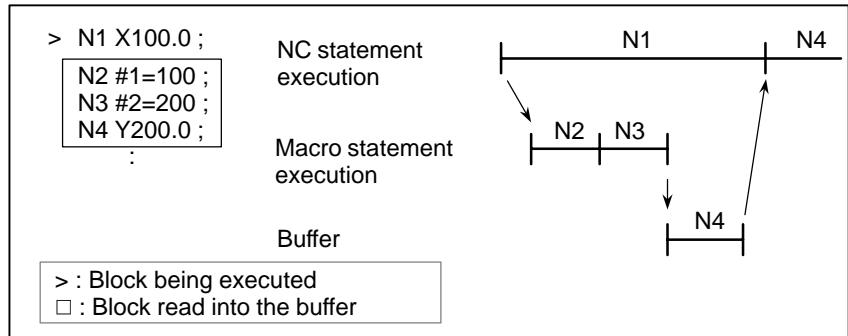 > N1 X100.0 ;
N2 #1=100 ;
N3 #2=200 ;
N4 Y200.0 ;
:
NC statement
execution
N1
N4
N2
N3
Macro statement
execution
N4
Buffer
> : Block being executed
□ : Block read into the buffer